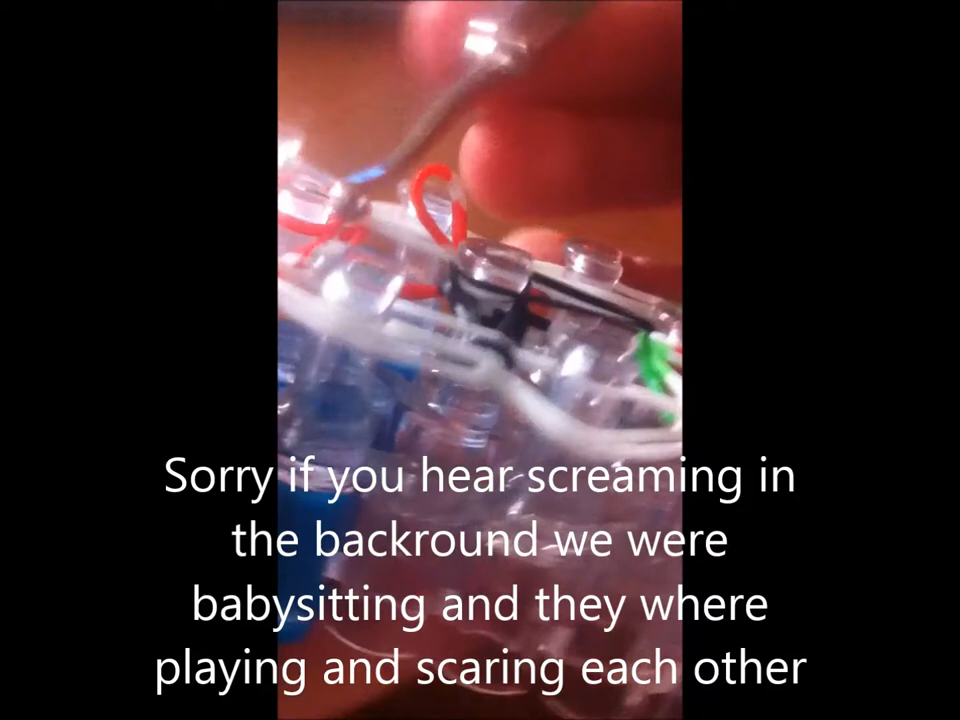 Sorry if you hear screaming in
the backround we were
babysitting and they where
playing and scaring each other